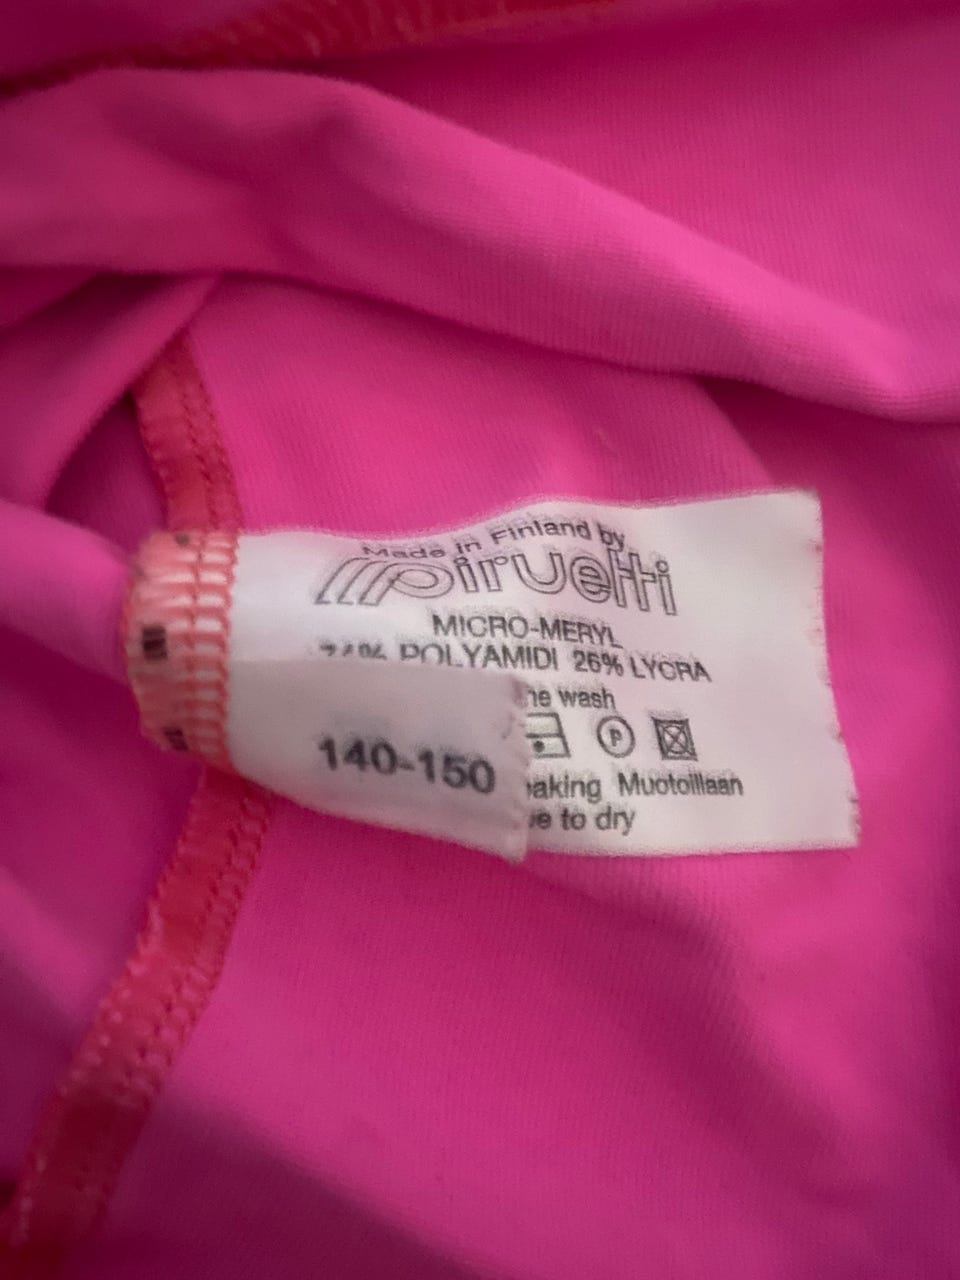 Made in Finland by
piruetti
MICRO-MERYL
POLYAMIDI 26% LYCRA
wash
P
140-150
Muotoillaan
to dry